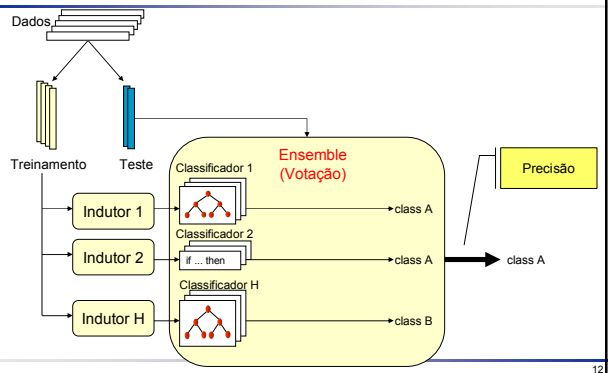 Dados
Treinamento
Teste
Ensemble
(Votação)
Precisão
Classificador 1
Indutor 1
class A
Classificador 2
Indutor 2
if ... then
class A
class A
Classificador H
Indutor H
class B
12